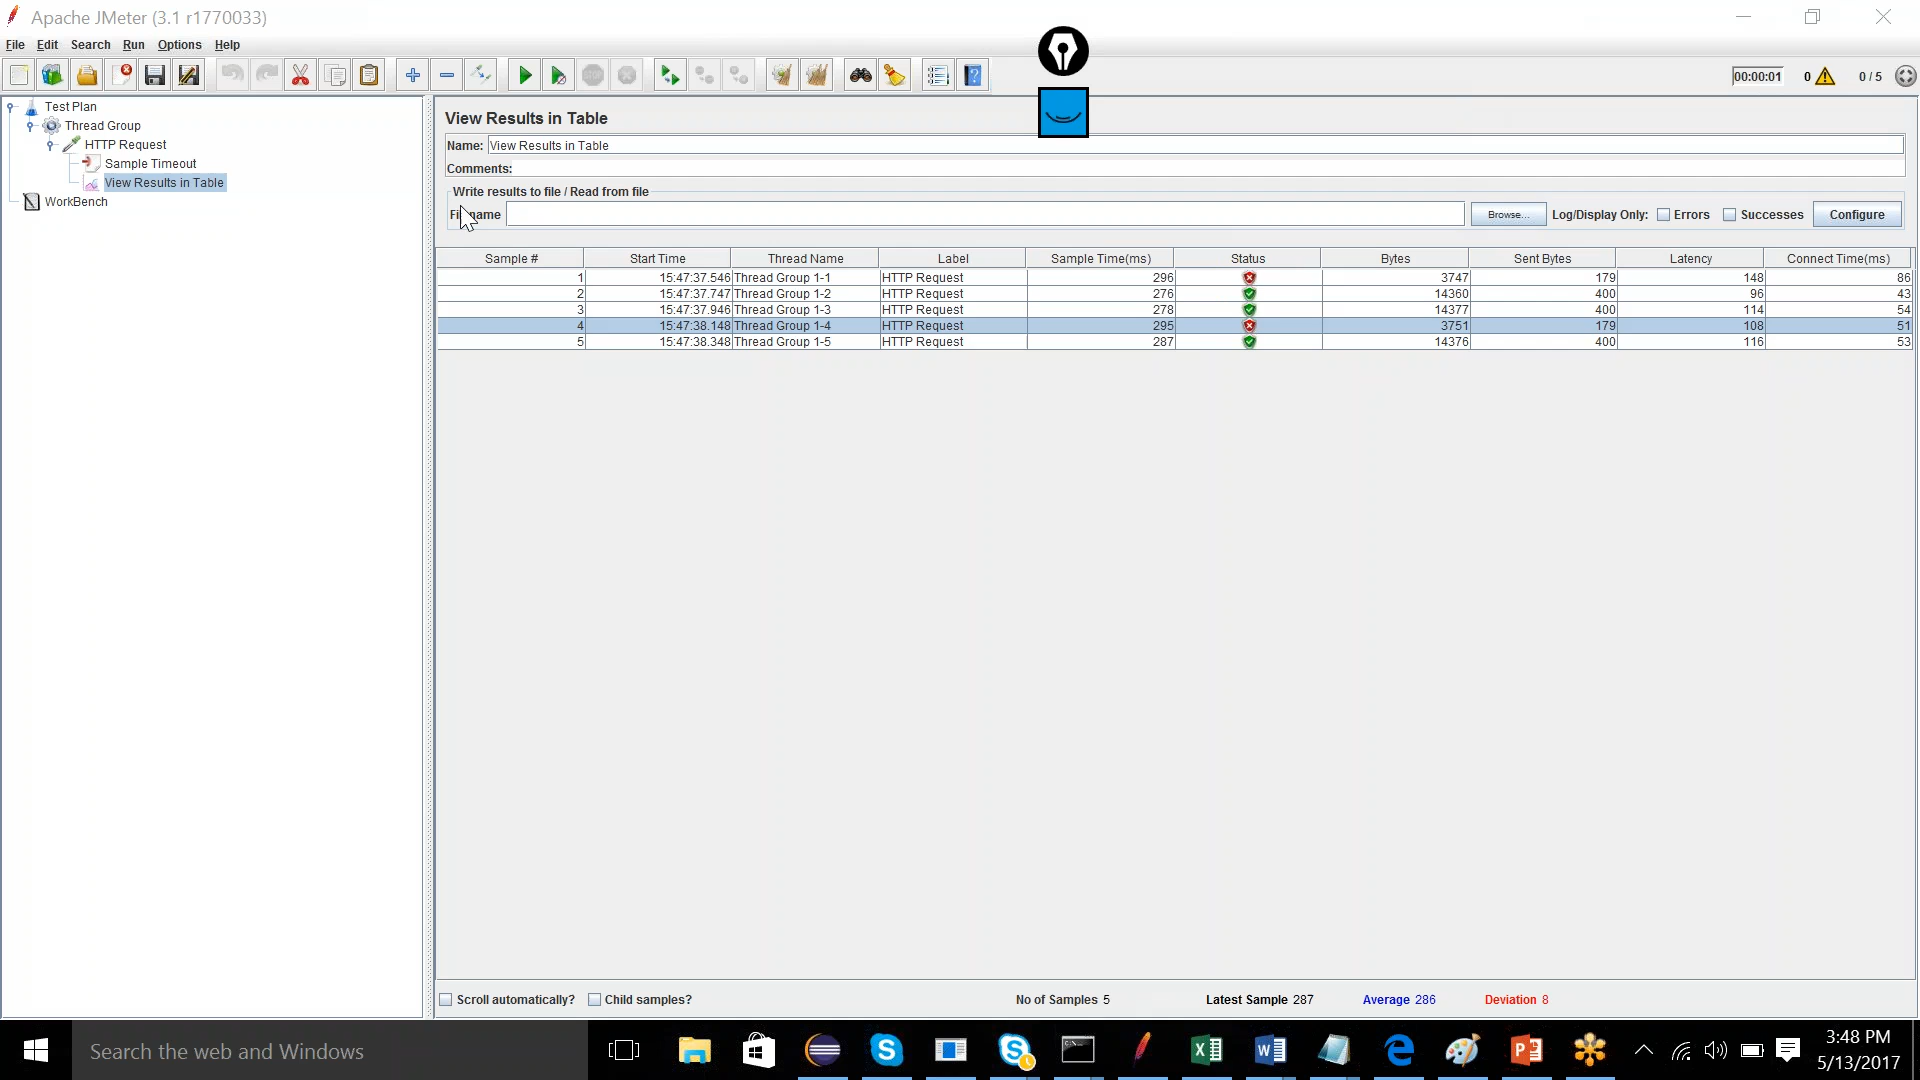 Apache JMeter (3.1 r1770033)
File Edit Search Run Options Help
STOP
00:00:01 0 0 / 5
Test Plan
Thread Group
HTTP Request
Sample Timeout
View Results in Table
WorkBench
View Results in Table
Name: View Results in Table
Comments:
Write results to file / Read from file
Browse... Log/Display Only: Errors Successes Configure
Sample # Start Time Thread Name Label Sample Time(ms) Status Bytes Sent Bytes Latency Connect Time(ms)
1 15:47:37.546 Thread Group 1-1 HTTP Request 296 3747 179 148 86
2 15:47:37.747 Thread Group 1-2 HTTP Request 276 14360 400 96 43
3 15:47:37.946 Thread Group 1-3 HTTP Request 278 14377 400 114 54
4 15:47:38.148 Thread Group 1-4 HTTP Request 295 3751 179 108 51
5 15:47:38.348 Thread Group 1-5 HTTP Request 287 14376 400 116 53
Scroll automatically? Child samples? No of Samples 5 Latest Sample 287 Average 286 Deviation 8
Search the web and Windows
3:48 PM
5/13/2017